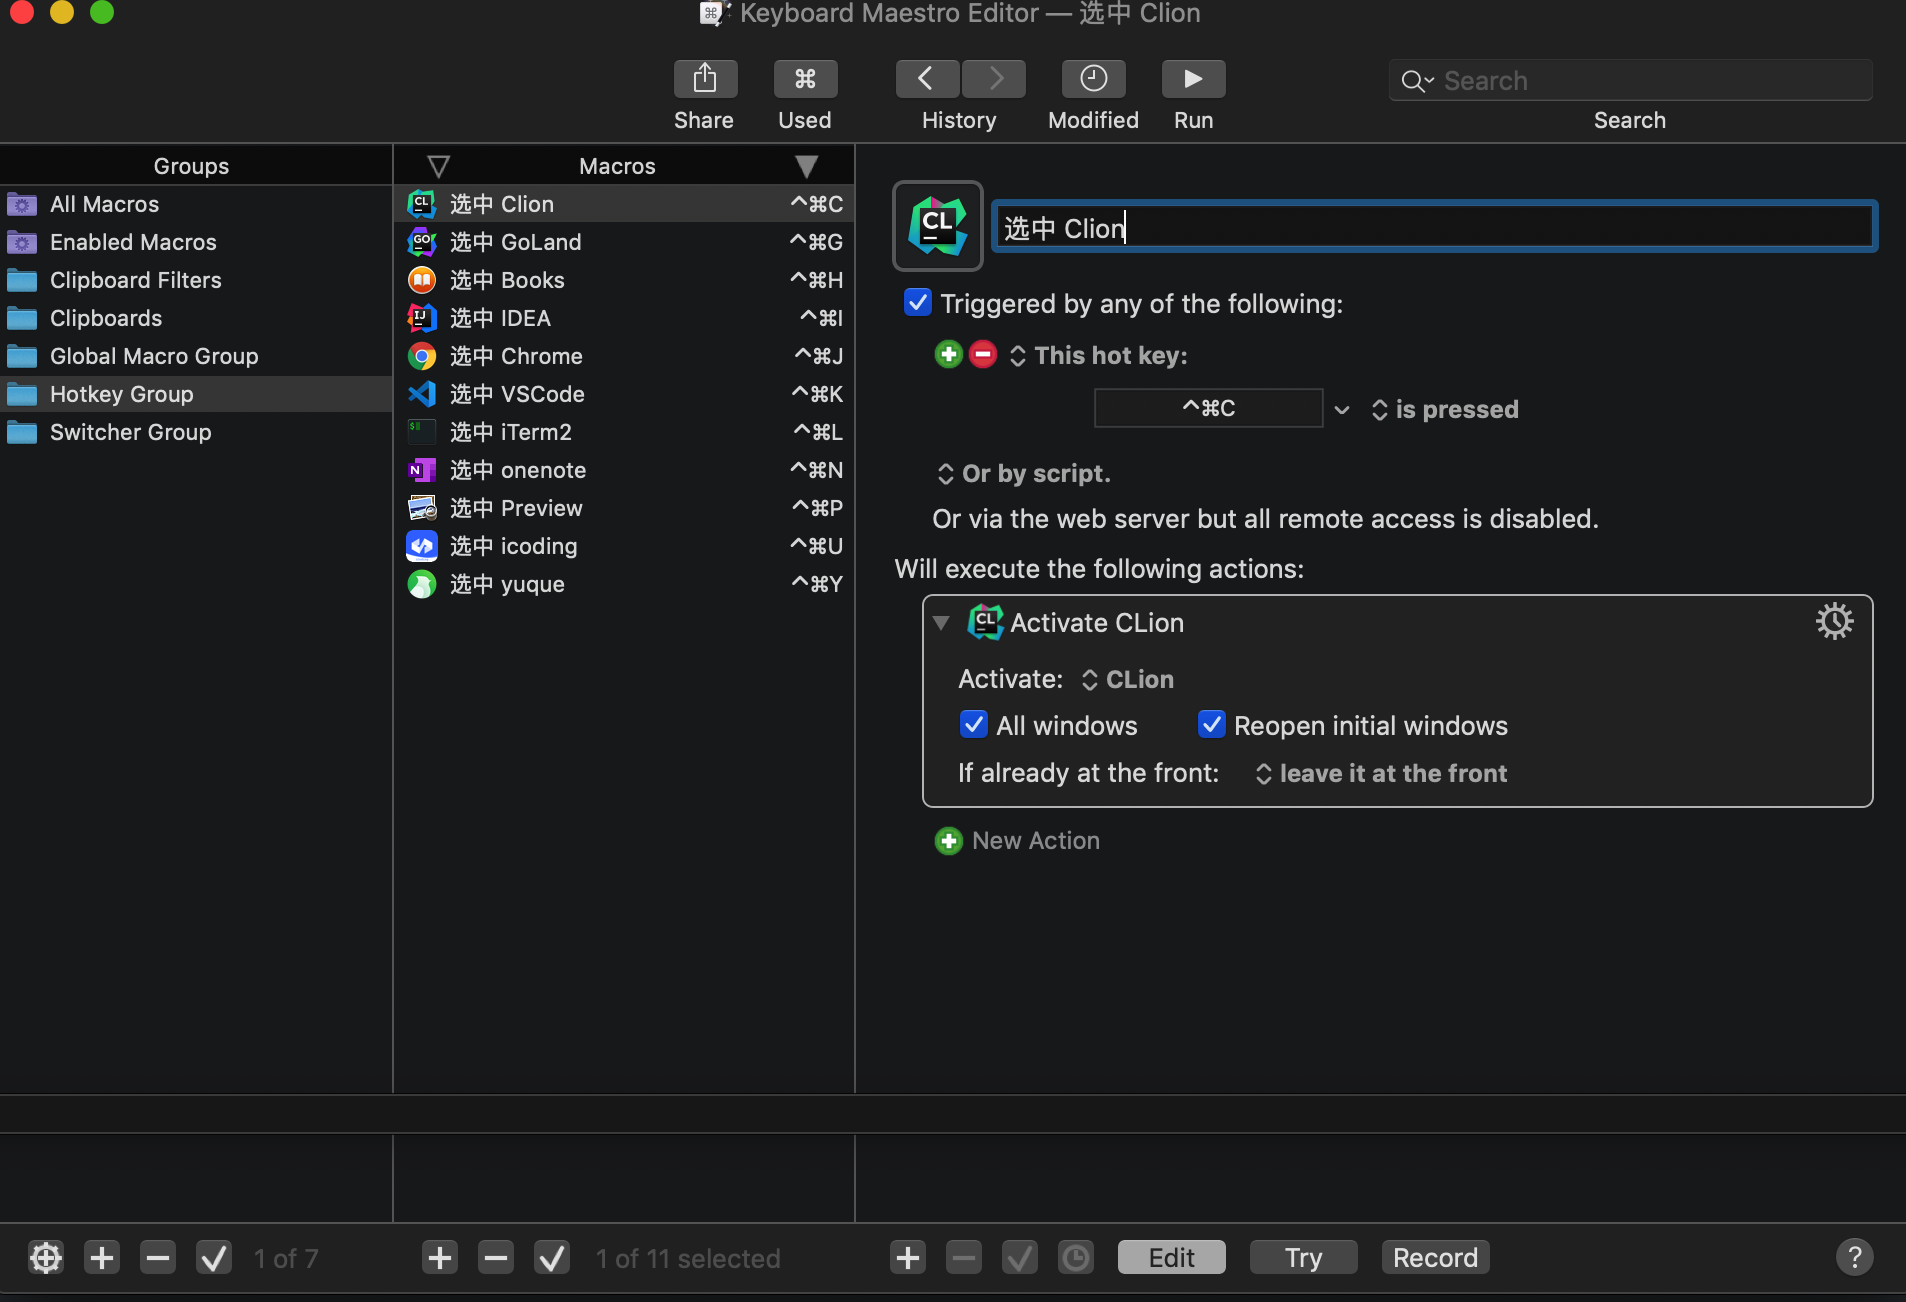 Keyboard Maestro Editor — 选中 Clion
Share
Used
History
Modified
Run
Search
Search
Groups
All Macros
Enabled Macros
Clipboard Filters
Clipboards
Global Macro Group
Hotkey Group
Switcher Group
Macros
选中 Clion ^⌘C
选中 GoLand ^⌘G
选中 Books ^⌘H
选中 IDEA ^⌘I
选中 Chrome ^⌘J
选中 VSCode ^⌘K
选中 iTerm2 ^⌘L
选中 onenote ^⌘N
选中 Preview ^⌘P
选中 icoding ^⌘U
选中 yuque ^⌘Y
CL
选中 Clion
Triggered by any of the following:
This hot key:
^⌘C
is pressed
Or by script.
Or via the web server but all remote access is disabled.
Will execute the following actions:
Activate CLion
Activate: CLion
All windows Reopen initial windows
If already at the front: leave it at the front
New Action
1 of 7
1 of 11 selected
Edit
Try
Record
?